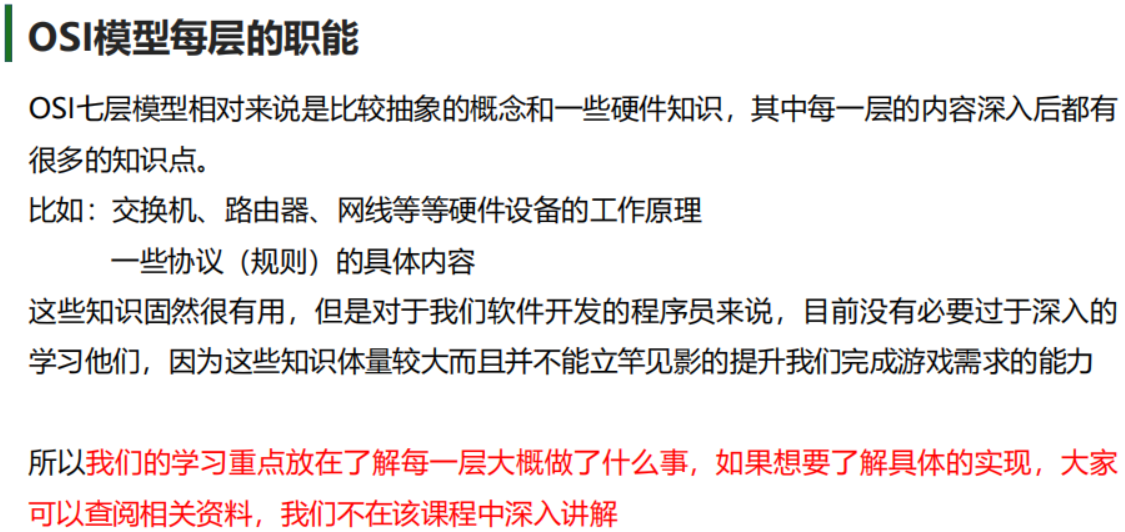 OSI模型每层的职能
OSI七层模型相对来说是比较抽象的概念和一些硬件知识，其中每一层的内容深入后都有
很多的知识点。
比如：交换机、路由器、网线等等硬件设备的工作原理
一些协议（规则）的具体内容
这些知识固然很有用，但是对于我们软件开发的程序员来说，目前没有必要过于深入的
学习他们，因为这些知识体量较大而且并不能立竿见影的提升我们完成游戏需求的能力
所以我们的学习重点放在了解每一层大概做了什么事，如果想要了解具体的实现，大家
可以查阅相关资料，我们不在该课程中深入讲解